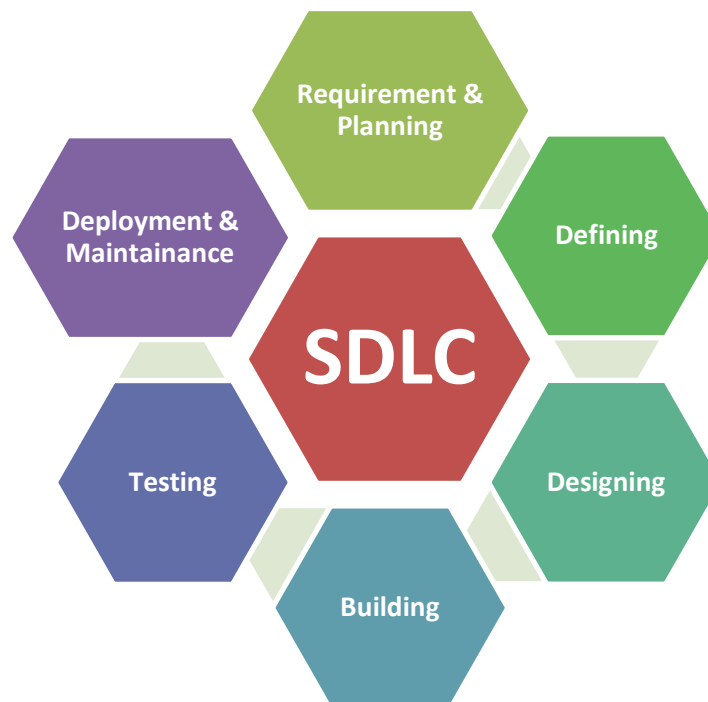 Requirement &
Planning
Defining
Designing
Building
Testing
Deployment &
Maintainance
SDLC